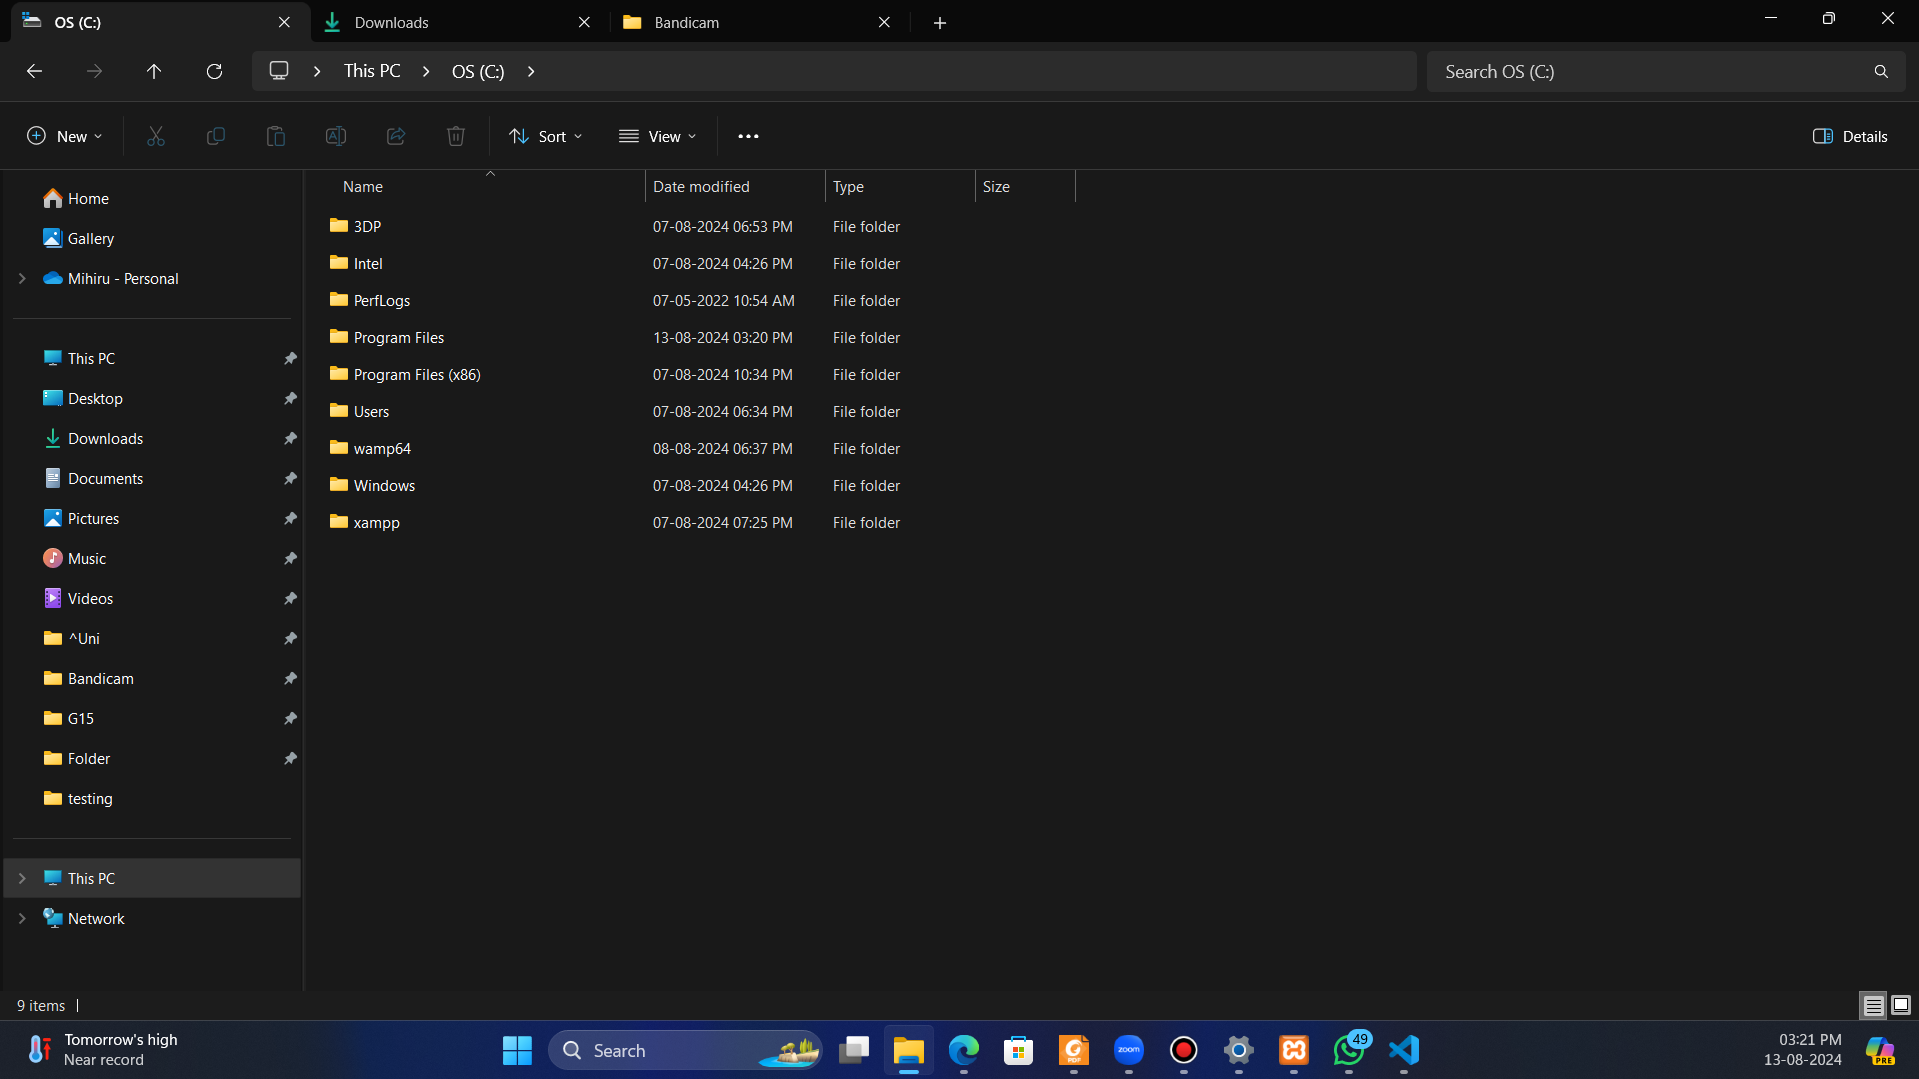 OS (C:)
Downloads
Bandicam
This PC > OS (C:) >
Search OS (C:)
New
Sort
View
Details
Name Date modified Type Size
3DP 07-08-2024 06:53 PM File folder
Intel 07-08-2024 04:26 PM File folder
PerfLogs 07-05-2022 10:54 AM File folder
Program Files 13-08-2024 03:20 PM File folder
Program Files (x86) 07-08-2024 10:34 PM File folder
Users 07-08-2024 06:34 PM File folder
wamp64 08-08-2024 06:37 PM File folder
Windows 07-08-2024 04:26 PM File folder
xampp 07-08-2024 07:25 PM File folder
Home
Gallery
Mihiru - Personal
This PC
Desktop
Downloads
Documents
Pictures
Music
Videos
^Uni
Bandicam
G15
Folder
testing
This PC
Network
9 items
Tomorrow's high
Near record
Search
zoom
49
03:21 PM
13-08-2024
PRE